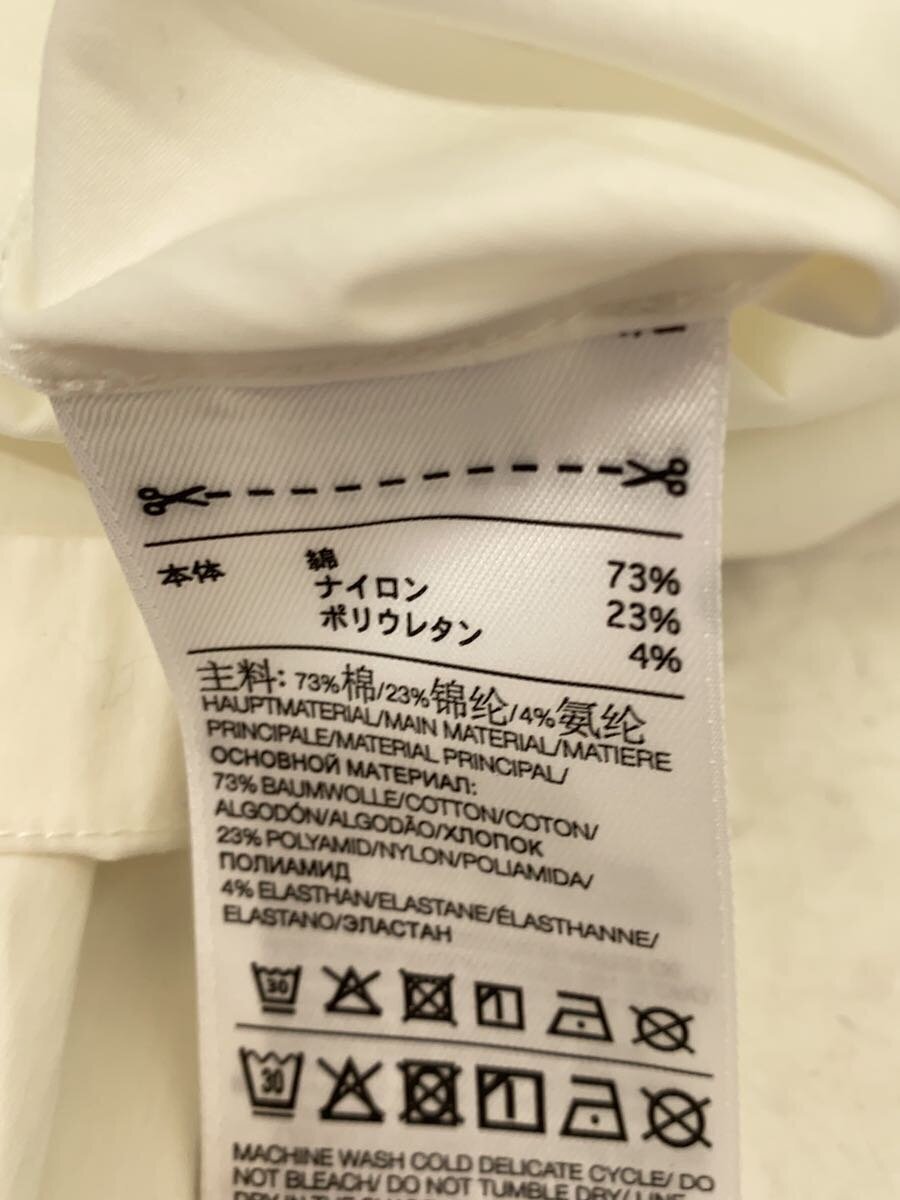 本体 綿 73%
ナイロン 23%
ポリウレタン 4%
主料: 73%棉/23%锦纶/4%氨纶
HAUPTMATERIAL/MAIN MATERIAL/MATIERE
PRINCIPALE/MATERIAL PRINCIPAL/
ОСНОВНОЙ МАТЕРИАЛ:
73% BAUMWOLLE/COTTON/COTON/
ALGODÓN/ALGODÃO/ХЛОПОК
23% POLYAMID/NYLON/POLIAMIDA/
ПОЛИАМИД
4% ELASTHAN/ELASTANE/ÉLASTHANNE/
ELASTANO/ЭЛАСТАН
30
30
MACHINE WASH COLD DELICATE CYCLE/ DO
NOT BLEACH/ DO NOT TUMBLE DRY/ LINE